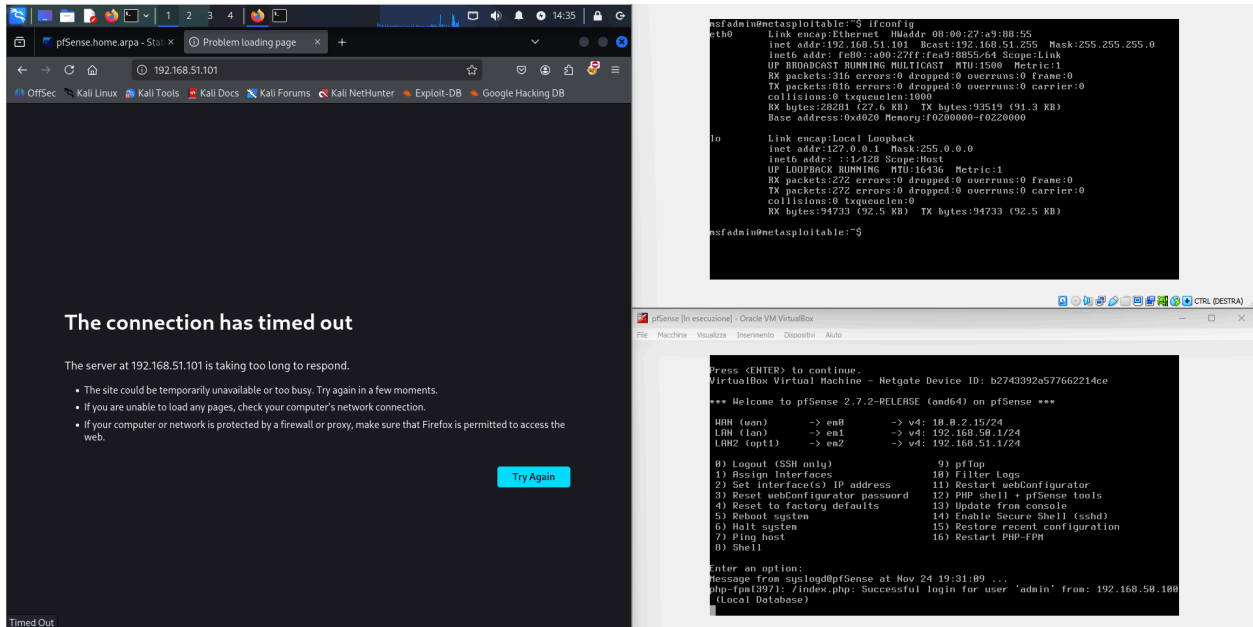 1 2 3 4
14:35
pfSense.home.arpa - Stat
Problem loading page
192.168.51.101
OffSec Kali Linux Kali Tools Kali Docs Kali Forums Kali NetHunter Exploit-DB Google Hacking DB
The connection has timed out
The server at 192.168.51.101 is taking too long to respond.
• The site could be temporarily unavailable or too busy. Try again in a few moments.
• If you are unable to load any pages, check your computer's network connection.
• If your computer or network is protected by a firewall or proxy, make sure that Firefox is permitted to access the
web.
Try Again
Timed Out
msfadmin@metasploitable:~$ ifconfig
eth0 Link encap:Ethernet HWaddr 08:00:27:a9:88:55
inet addr:192.168.51.101 Bcast:192.168.51.255 Mask:255.255.255.0
inet6 addr: fe80::a00:27ff:fea9:8855/64 Scope:Link
UP BROADCAST RUNNING MULTICAST MTU:1500 Metric:1
RX packets:316 errors:0 dropped:0 overruns:0 frame:0
TX packets:816 errors:0 dropped:0 overruns:0 carrier:0
collisions:0 txqueuelen:1000
RX bytes:28281 (27.6 KB) TX bytes:93519 (91.3 KB)
Base address:0xd020 Memory:f0200000-f0220000
lo Link encap:Local Loopback
inet addr:127.0.0.1 Mask:255.0.0.0
inet6 addr: ::1/128 Scope:Host
UP LOOPBACK RUNNING MTU:16436 Metric:1
RX packets:272 errors:0 dropped:0 overruns:0 frame:0
TX packets:272 errors:0 dropped:0 overruns:0 carrier:0
collisions:0 txqueuelen:0
RX bytes:94733 (92.5 KB) TX bytes:94733 (92.5 KB)
msfadmin@metasploitable:~$
CTRL (DESTRA)
pfSense [In esecuzione] - Oracle VM VirtualBox
File Macchina Visualizza Inserimento Dispositivi Aiuto
Press <ENTER> to continue.
VirtualBox Virtual Machine - Netgate Device ID: b2743392a577662214ce
*** Welcome to pfSense 2.7.2-RELEASE (amd64) on pfSense ***
WAN (wan) -> em0 -> v4: 10.0.2.15/24
LAN (lan) -> em1 -> v4: 192.168.50.1/24
LAN2 (opt1) -> em2 -> v4: 192.168.51.1/24
0) Logout (SSH only) 9) pfTop
1) Assign Interfaces 10) Filter Logs
2) Set interface(s) IP address 11) Restart webConfigurator
3) Reset webConfigurator password 12) PHP shell + pfSense tools
4) Reset to factory defaults 13) Update from console
5) Reboot system 14) Enable Secure Shell (sshd)
6) Halt system 15) Restore recent configuration
7) Ping host 16) Restart PHP-FPM
8) Shell
Enter an option:
Message from syslogd@pfSense at Nov 24 19:31:09 ...
php-fpm[397]: /index.php: Successful login for user 'admin' from: 192.168.50.100
(Local Database)